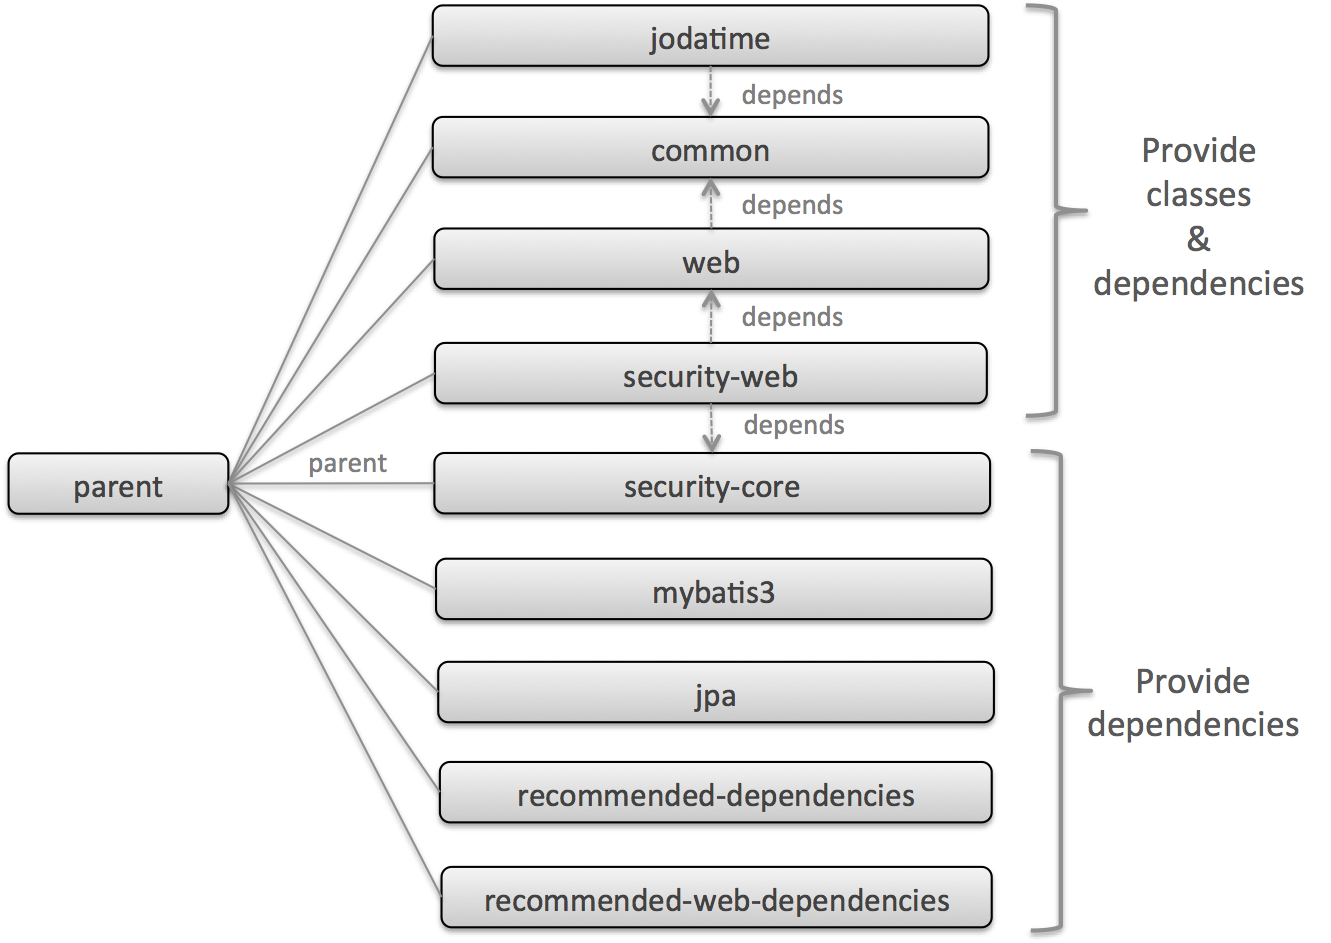 jodatime
depends
common
depends
web
depends
security-web
depends
security-core
mybatis3
jpa
recommended-dependencies
recommended-web-dependencies
parent
parent
Provide
classes
&
dependencies
Provide
dependencies